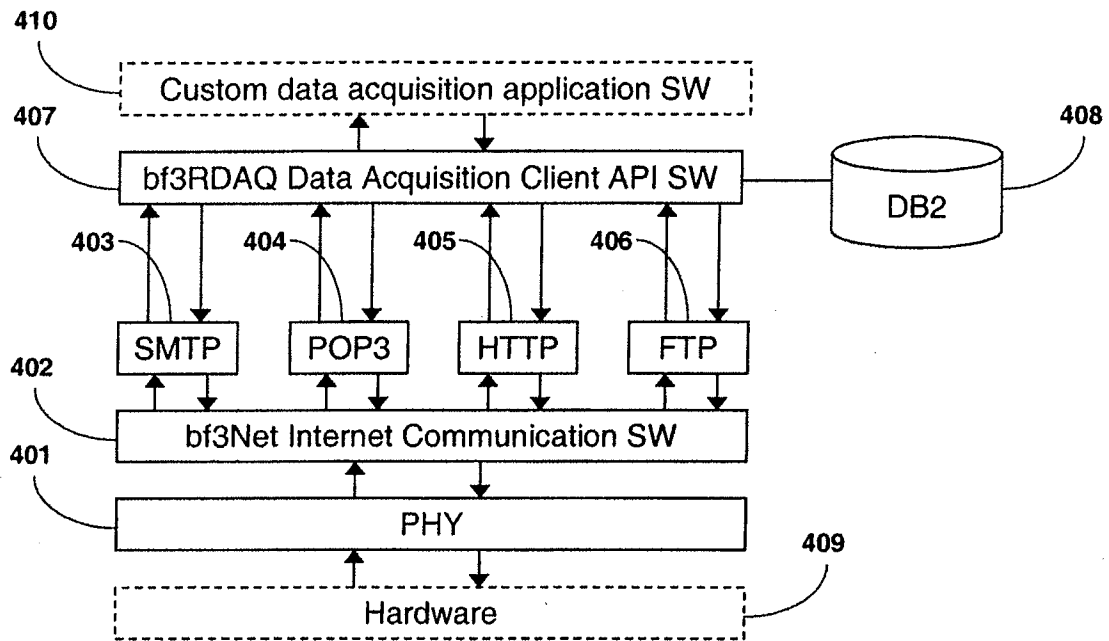 410
Custom data acquisition application SW
407
408
bf3RDAQ Data Acquisition Client API SW
DB2
403
404
405
406
SMTP
POP3
HTTP
FTP
402
bf3Net Internet Communication SW
401
PHY
409
Hardware